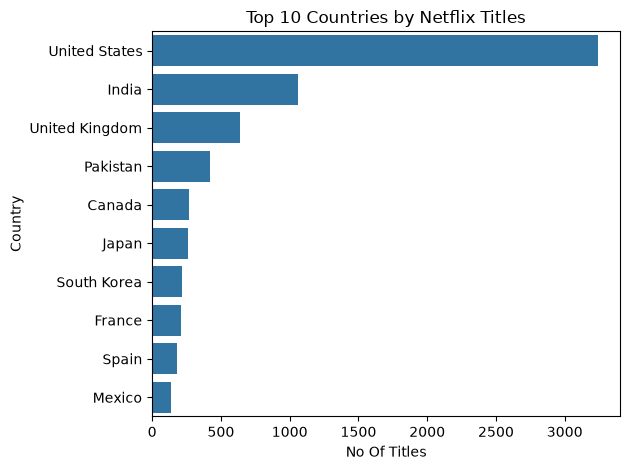 Top 10 Countries by Netflix Titles
Country
United States
India
United Kingdom
Pakistan
Canada
Japan
South Korea
France
Spain
Mexico
0 500 1000 1500 2000 2500 3000
No Of Titles